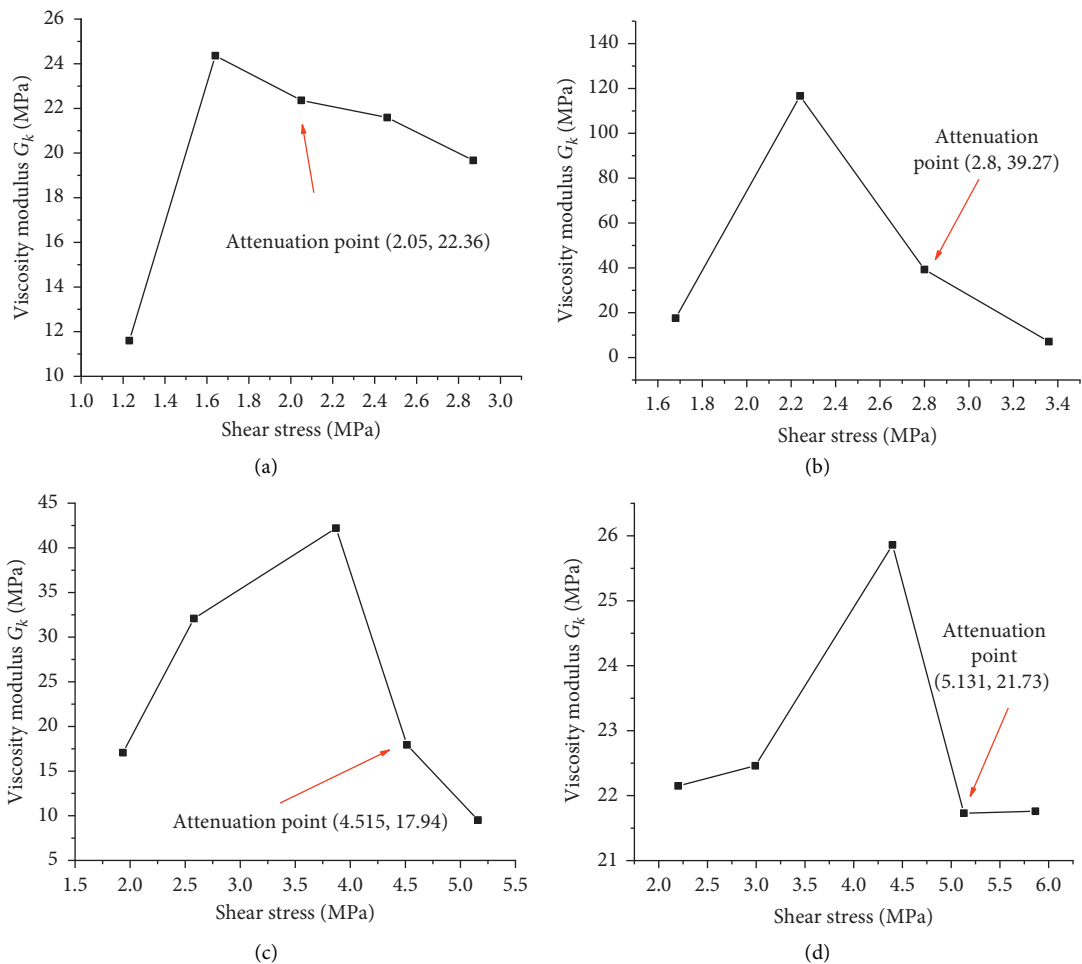 Viscosity modulus G_k (MPa)
26
24
22
20
18
16
14
12
10
Attenuation point (2.05, 22.36)
1.0 1.2 1.4 1.6 1.8 2.0 2.2 2.4 2.6 2.8 3.0
Shear stress (MPa)
(a)
Viscosity modulus G_k (MPa)
140
120
100
80
60
40
20
0
Attenuation
point (2.8, 39.27)
1.6 1.8 2.0 2.2 2.4 2.6 2.8 3.0 3.2 3.4
Shear stress (MPa)
(b)
Viscosity modulus G_k (MPa)
45
40
35
30
25
20
15
10
5
Attenuation point (4.515, 17.94)
1.5 2.0 2.5 3.0 3.5 4.0 4.5 5.0 5.5
Shear stress (MPa)
(c)
Viscosity modulus G_k (MPa)
26
25
24
23
22
21
Attenuation
point
(5.131, 21.73)
2.0 2.5 3.0 3.5 4.0 4.5 5.0 5.5 6.0
Shear stress (MPa)
(d)